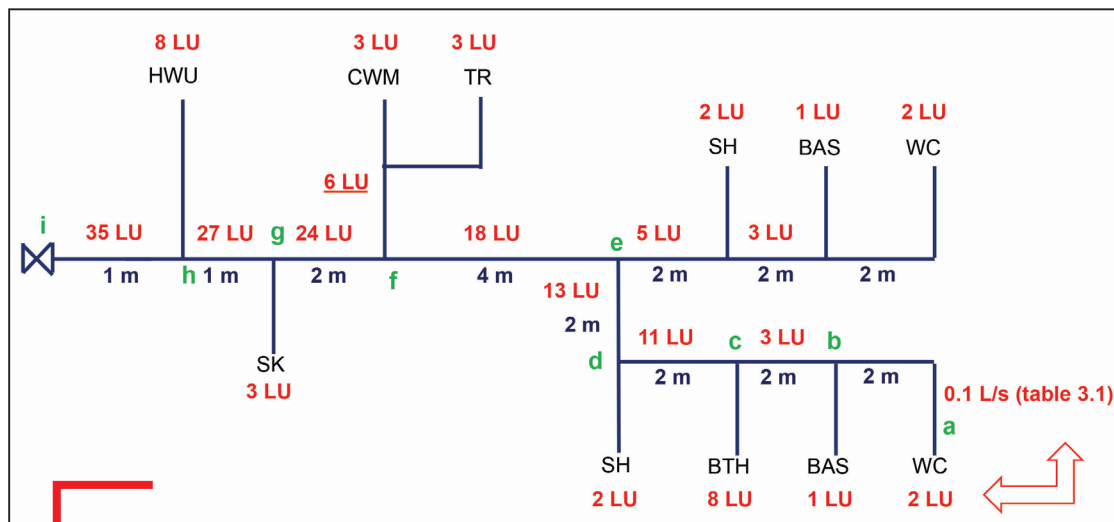 8 LU 3 LU 3 LU
HWU CWM TR
2 LU 1 LU 2 LU
SH BAS WC
6 LU
i 35 LU 27 LU g 24 LU 18 LU e 5 LU 3 LU
1 m h 1 m 2 m f 4 m 2 m 2 m 2 m
13 LU
2 m
11 LU c 3 LU b
d 2 m 2 m 2 m
SK
3 LU
0.1 L/s (table 3.1)
a
SH BTH BAS WC
2 LU 8 LU 1 LU 2 LU